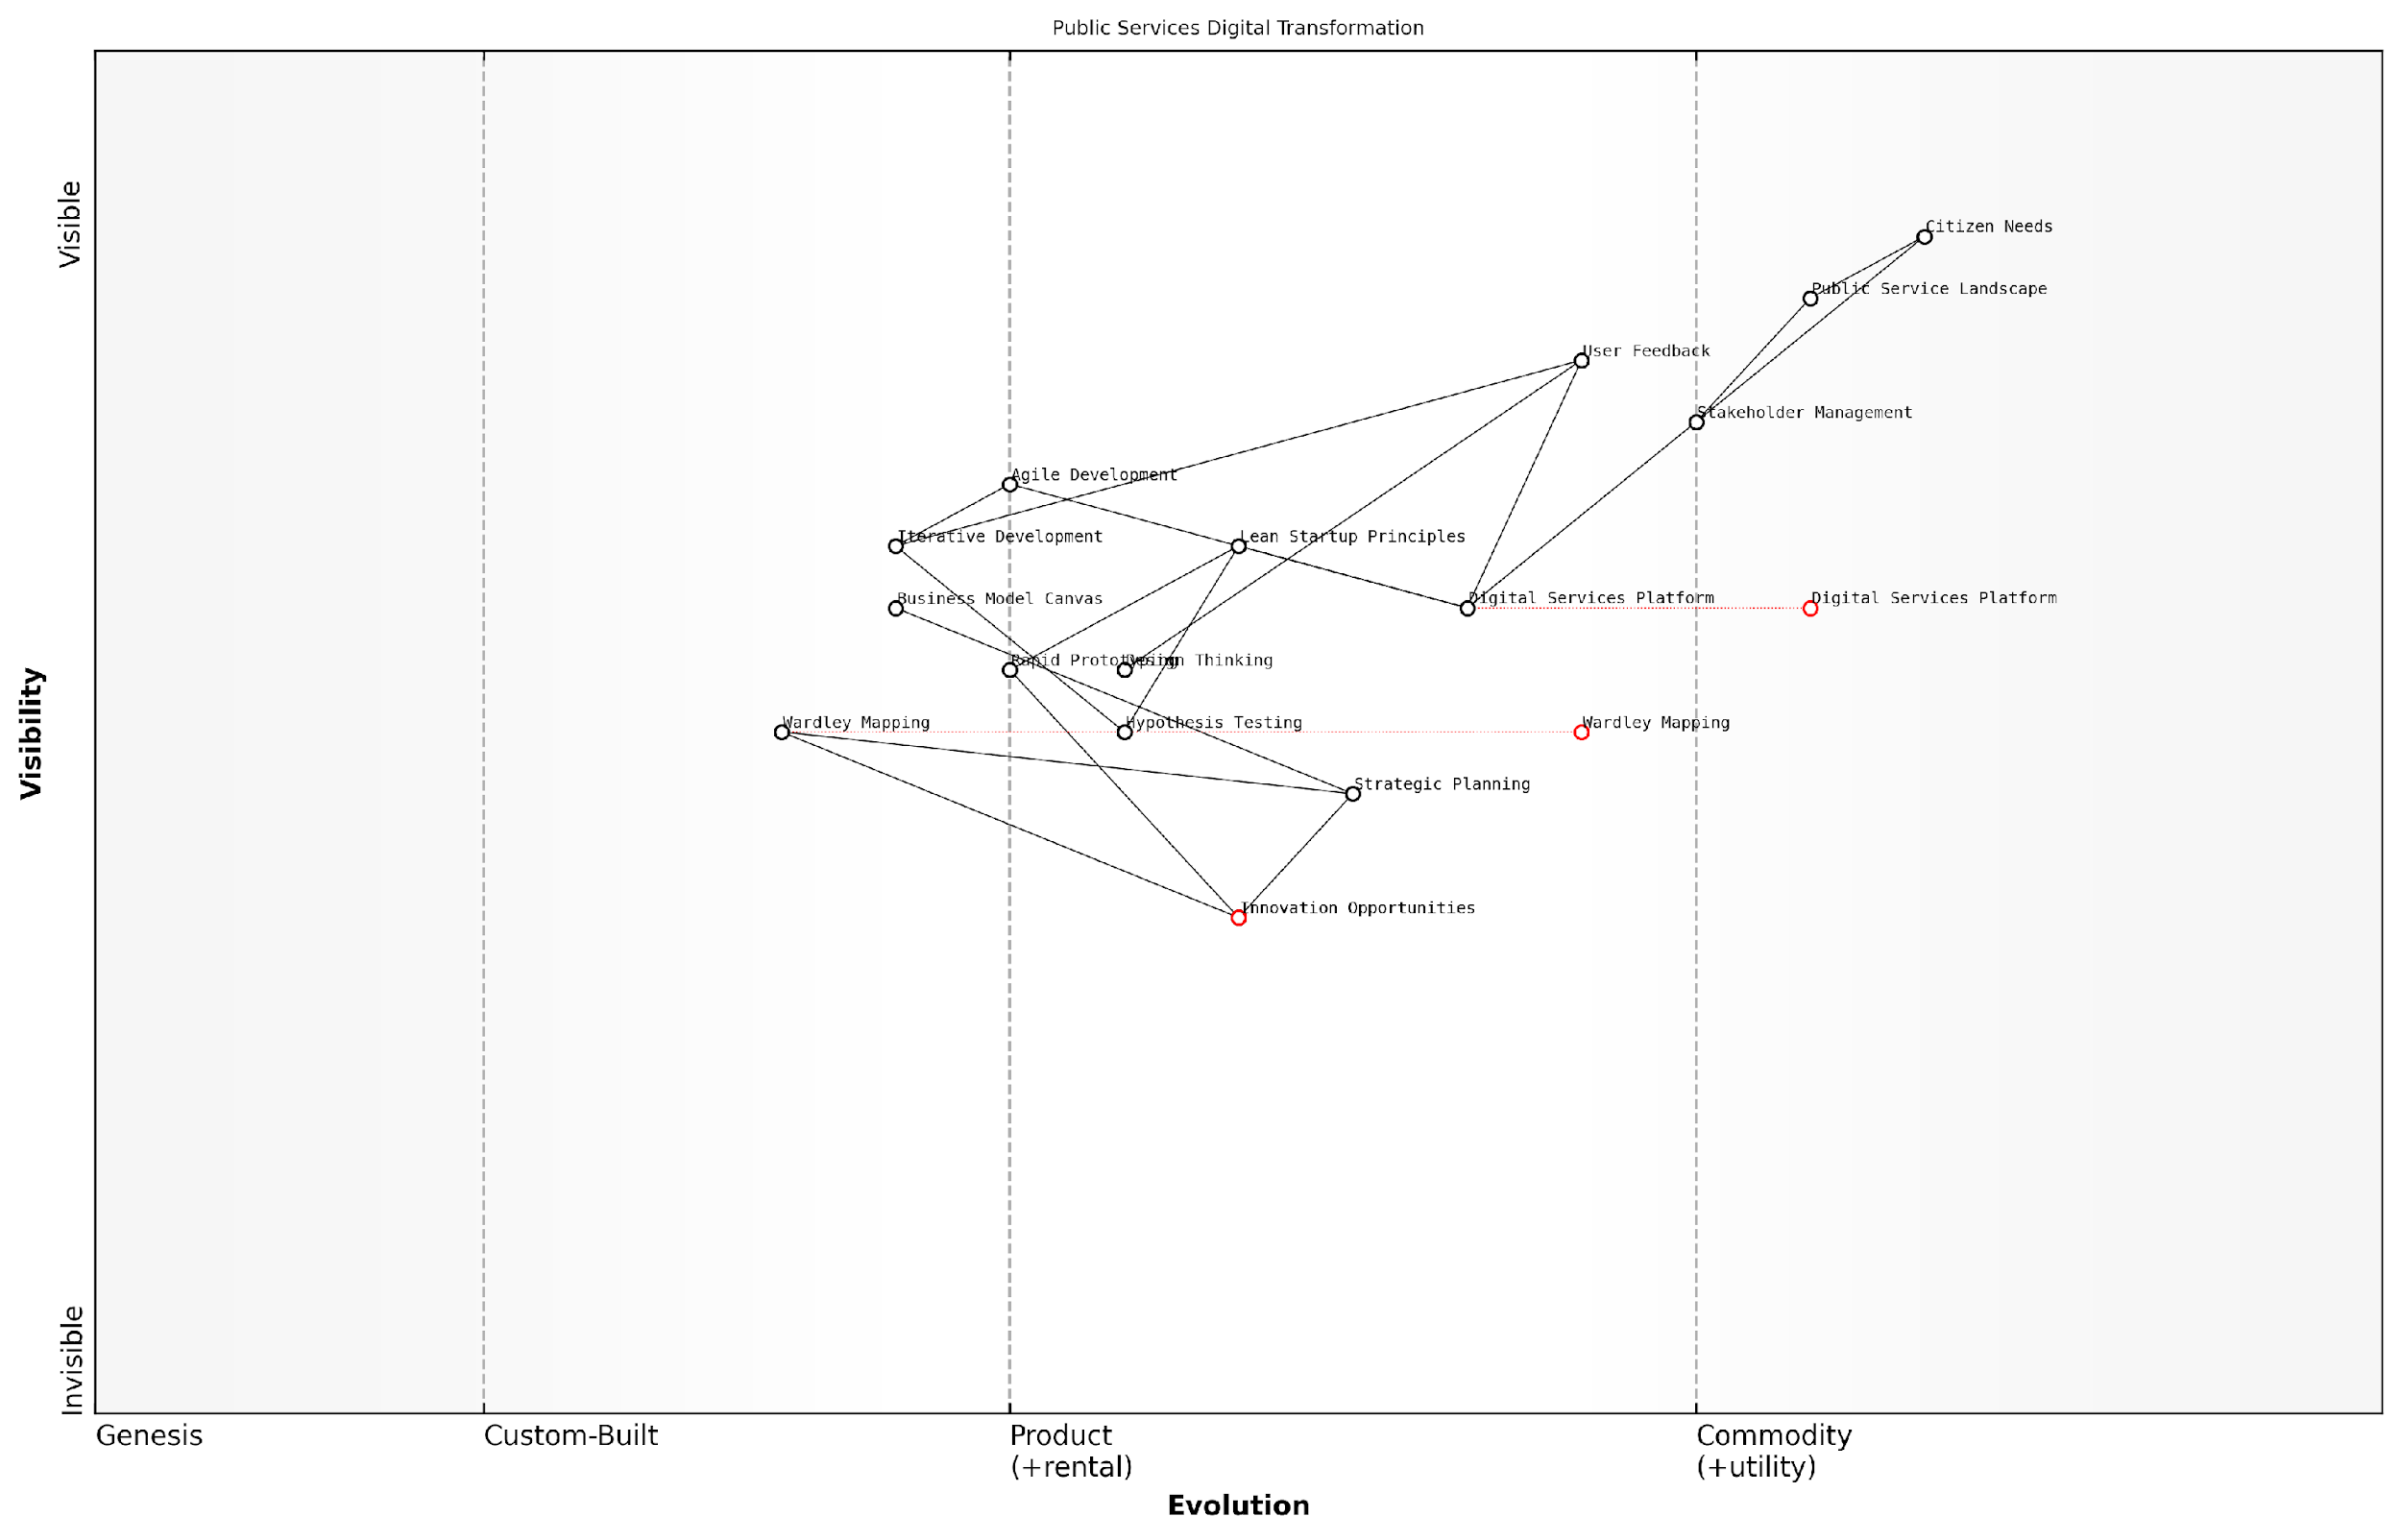 Public Services Digital Transformation
Visible
Citizen Needs
Public Service Landscape
User Feedback
Stakeholder Management
Agile Development
Iterative Development
Lean Startup Principles
Business Model Canvas
Digital Services Platform
Digital Services Platform
Rapid Prototyping
Design Thinking
Wardley Mapping
Hypothesis Testing
Wardley Mapping
Strategic Planning
Innovation Opportunities
Visibility
Invisible
Genesis
Custom-Built
Product
(+rental)
Commodity
(+utility)
Evolution